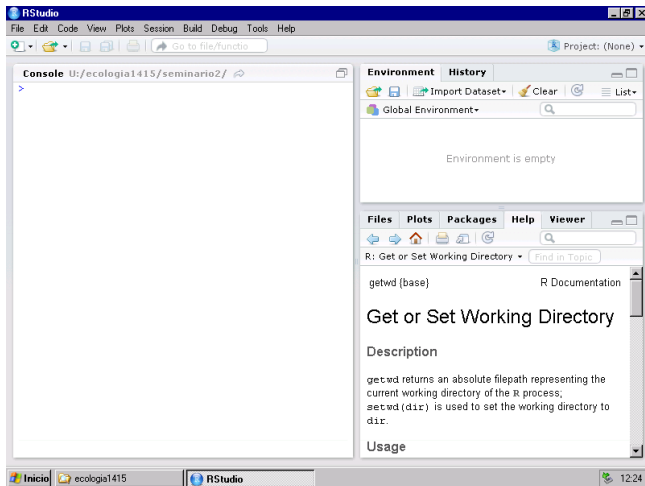 RStudio
File Edit Code View Plots Session Build Debug Tools Help
Go to file/functio
Project: (None)
Console U:/ecologia1415/seminario2/
>
Environment History
Import Dataset Clear List
Global Environment
Environment is empty
Files Plots Packages Help Viewer
R: Get or Set Working Directory Find in Topic
getwd {base} R Documentation
Get or Set Working Directory
Description
getwd returns an absolute filepath representing the
current working directory of the R process;
setwd(dir) is used to set the working directory to
dir.
Usage
Inicio ecologia1415 RStudio 12:24